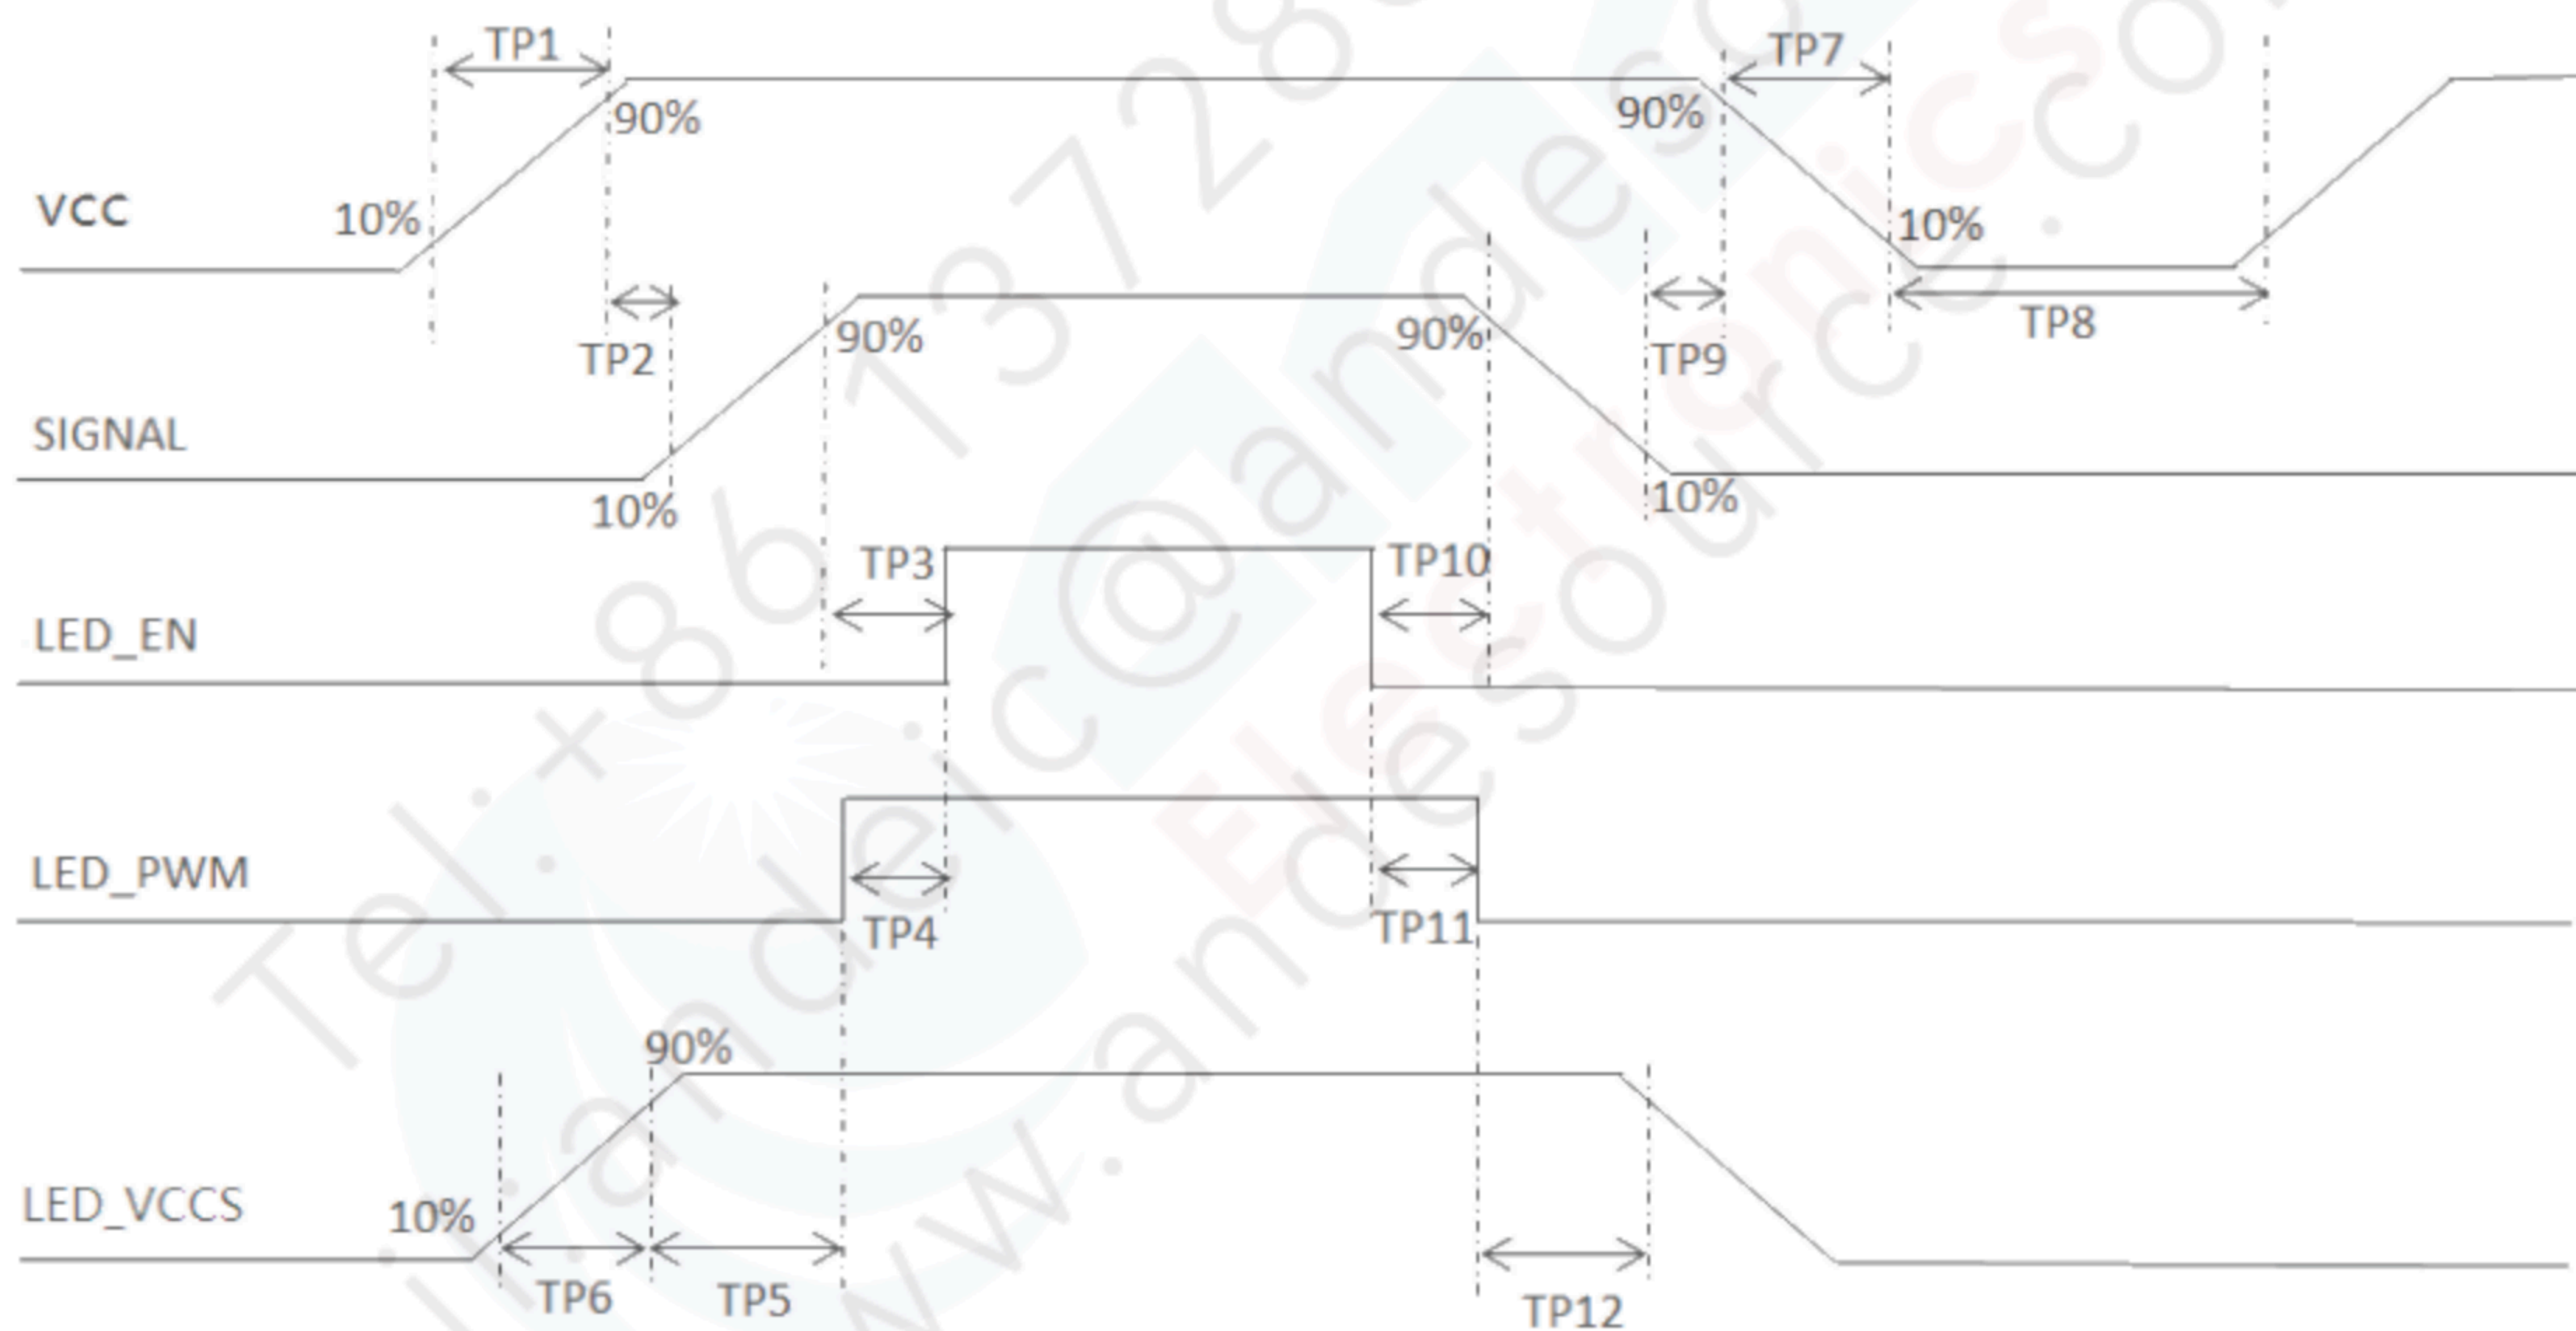 TP1
TP7
90%
90%
VCC
10%
10%
TP8
TP2
90%
90%
TP9
SIGNAL
10%
10%
TP3
TP10
LED_EN
LED_PWM
TP4
TP11
90%
LED_VCCS
10%
TP6
TP5
TP12
Electronics